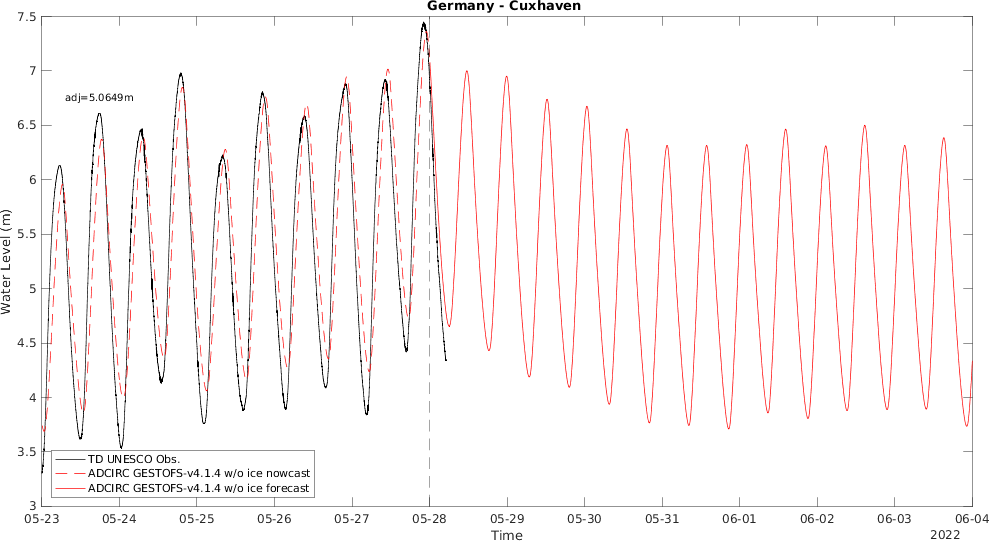 Germany - Cuxhaven
7.5
7
adj=5.0649m
6.5
6
5.5
5
4.5
4
3.5
3
Water Level (m)
TD UNESCO Obs.
ADCIRC GESTOFS-v4.1.4 w/o ice nowcast
ADCIRC GESTOFS-v4.1.4 w/o ice forecast
05-23 05-24 05-25 05-26 05-27 05-28 05-29 05-30 05-31 06-01 06-02 06-03 06-04
Time
2022